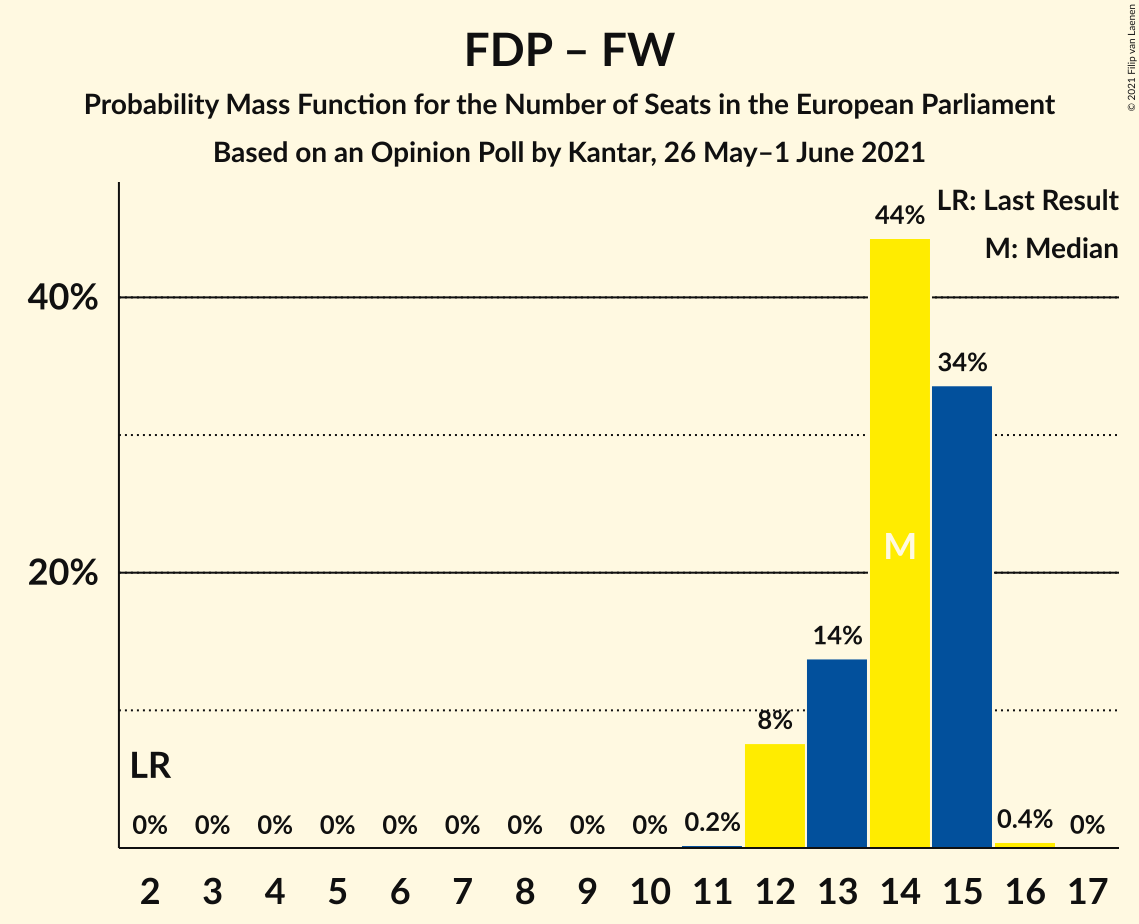 FDP – FW
Probability Mass Function for the Number of Seats in the European Parliament
Based on an Opinion Poll by Kantar, 26 May–1 June 2021
© 2021 Filip van Laenen
LR: Last Result
M: Median
40%
20%
LR
M
0%
0%
0%
0%
0%
0%
0%
0%
0%
0.2%
8%
14%
44%
34%
0.4%
0%
2 3 4 5 6 7 8 9 10 11 12 13 14 15 16 17